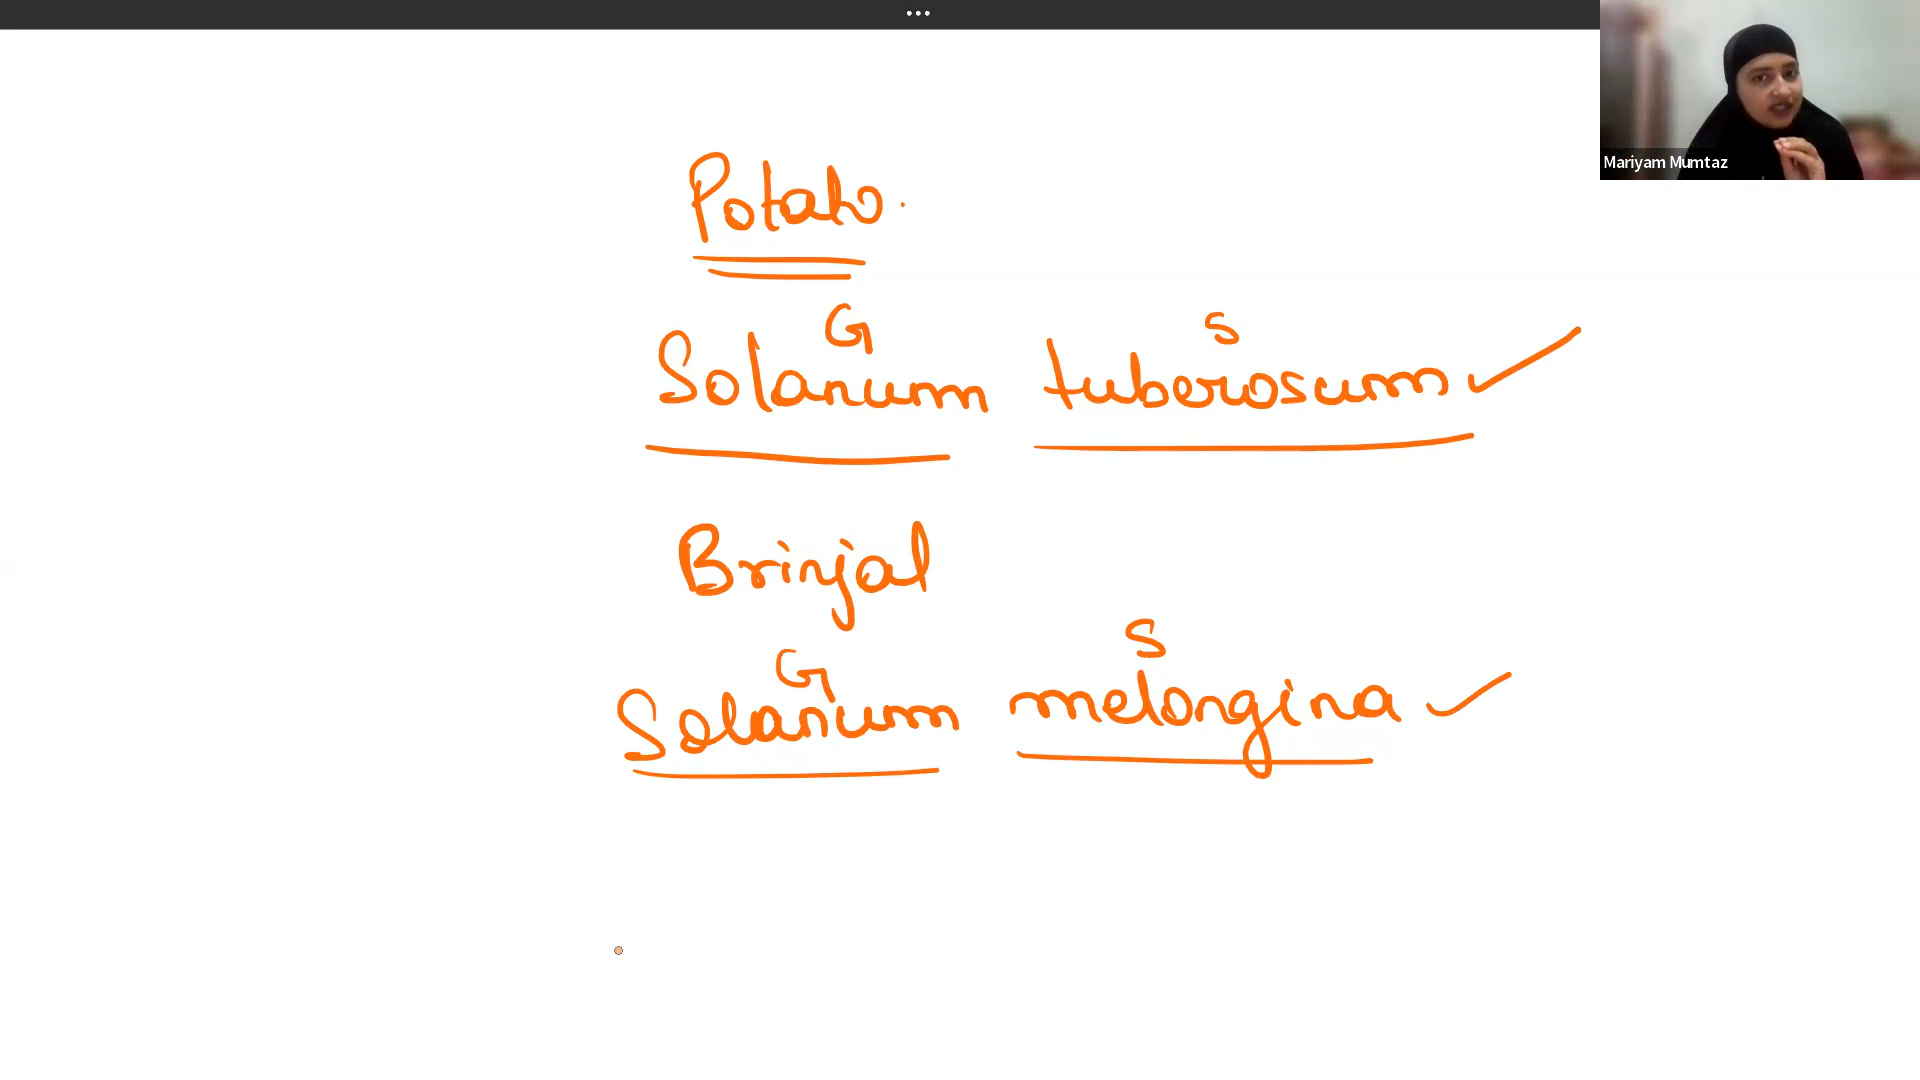 Mariyam Mumtaz
Potato.
G S
Solanum tuberosum
Brinjal
G S
Solanum melongina